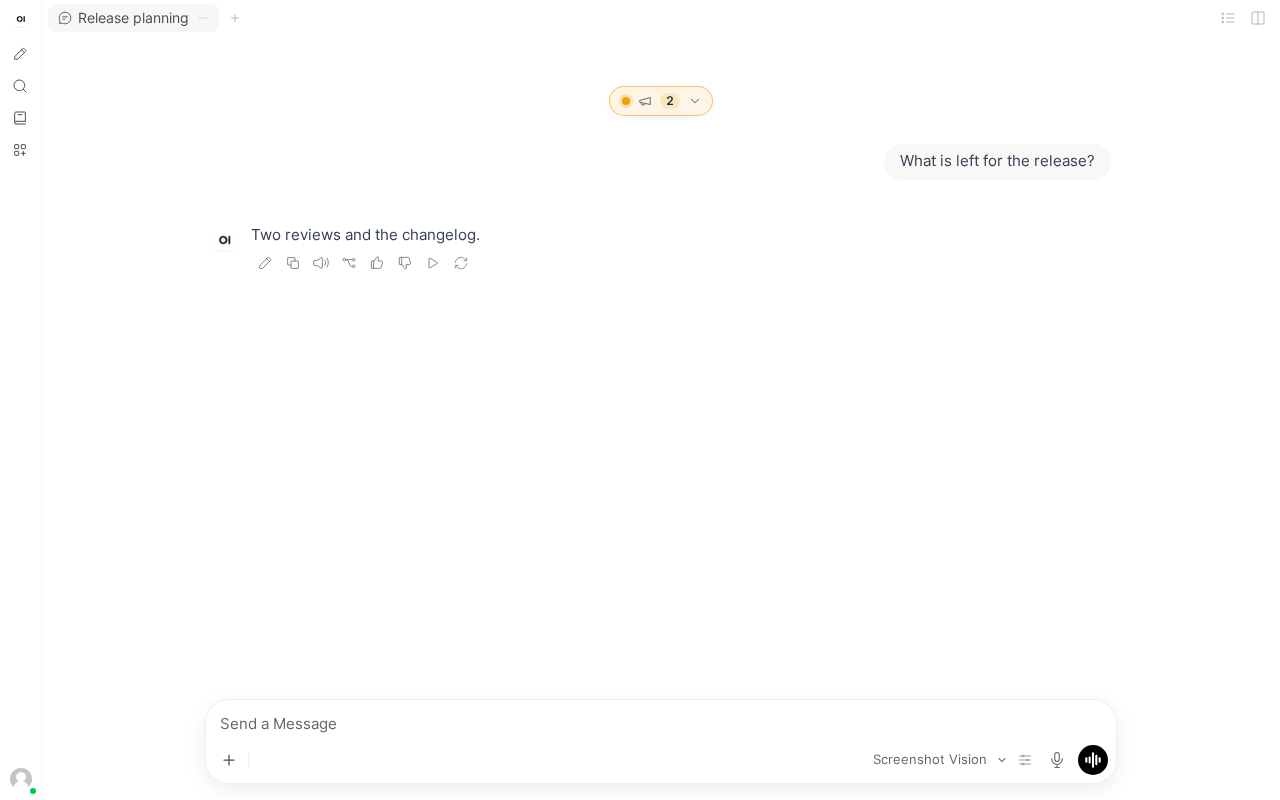 OI
Release planning
2
What is left for the release?
OI
Two reviews and the changelog.
Send a Message
Screenshot Vision